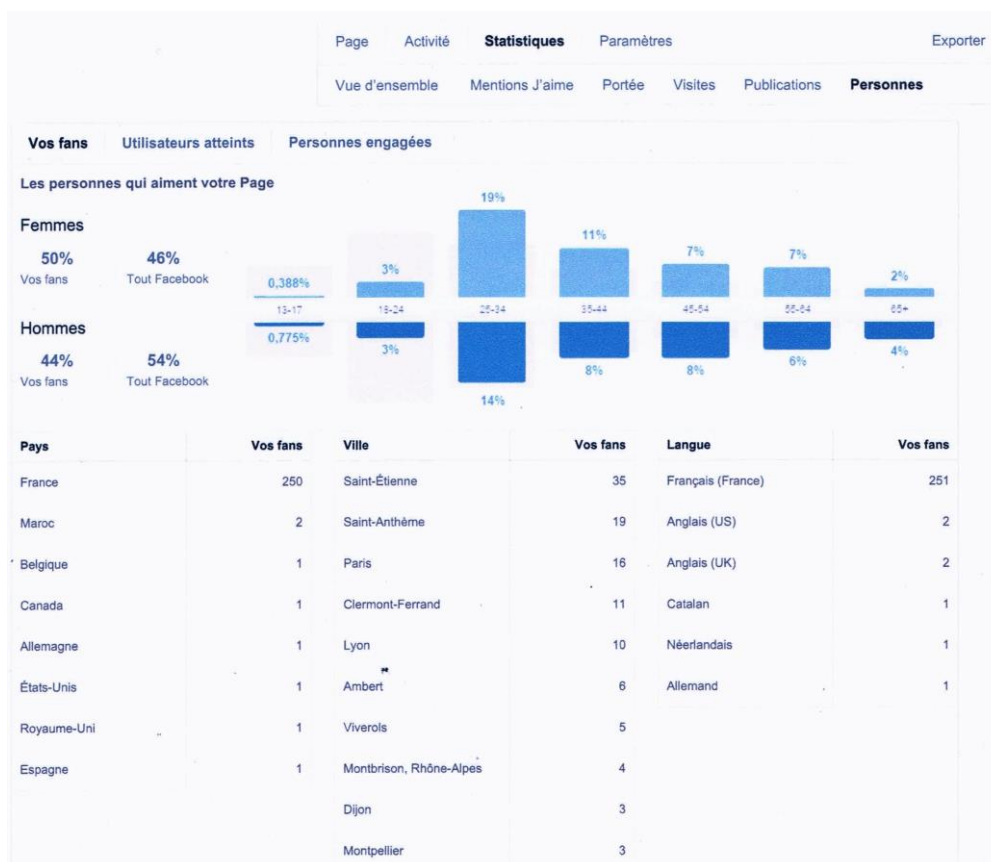 Page Activité Statistiques Paramètres Exporter
Vue d'ensemble Mentions J'aime Portée Visites Publications Personnes
Vos fans Utilisateurs atteints Personnes engagées
Les personnes qui aiment votre Page
Femmes
50% 46%
Vos fans Tout Facebook
Hommes
44% 54%
Vos fans Tout Facebook
0,388% 3% 19% 11% 7% 7% 2%
13-17 18-24 25-34 35-44 45-54 55-64 65+
0,775% 3% 14% 8% 8% 6% 4%
Pays Vos fans Ville Vos fans Langue Vos fans
France 250 Saint-Étienne 35 Français (France) 251
Maroc 2 Saint-Anthème 19 Anglais (US) 2
Belgique 1 Paris 16 Anglais (UK) 2
Canada 1 Clermont-Ferrand 11 Catalan 1
Allemagne 1 Lyon 10 Néerlandais 1
États-Unis 1 Ambert 6 Allemand 1
Royaume-Uni 1 Viverols 5
Espagne 1 Montbrison, Rhône-Alpes 4
Dijon 3
Montpellier 3